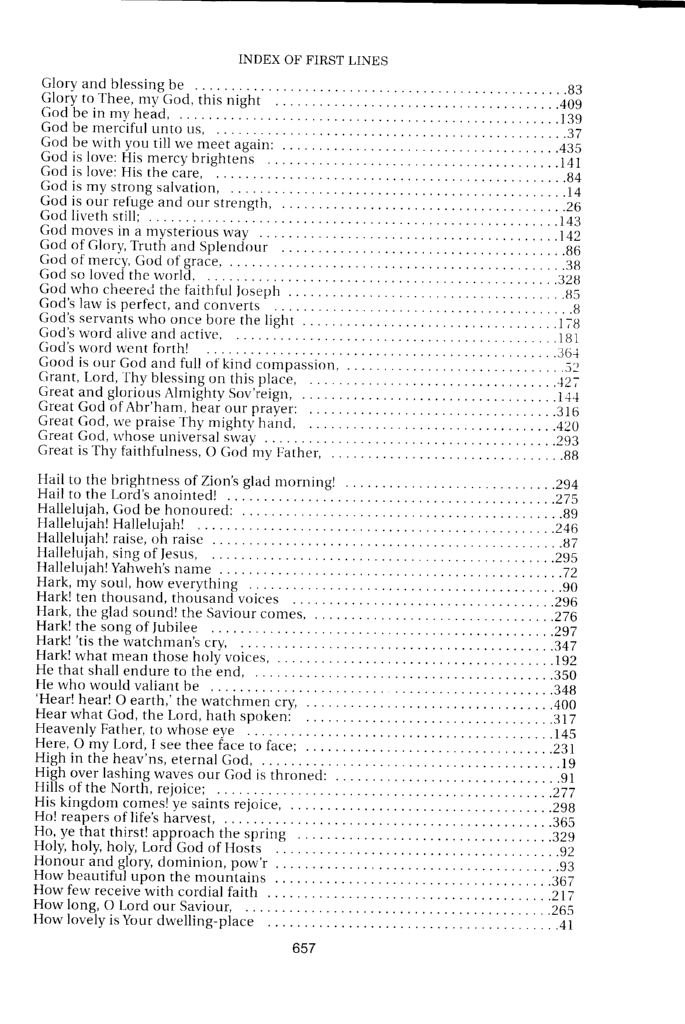 INDEX OF FIRST LINES
Glory and blessing be ..................................................83
Glory to Thee, my God, this night ......................................409
God be in my head, ..................................................139
God be merciful unto us, ...............................................37
God be with you till we meet again: .....................................435
God is love: His mercy brightens .......................................141
God is love: His the care, ...............................................84
God is my strong salvation, .............................................14
God is our refuge and our strength, ......................................26
God liveth still; .......................................................143
God moves in a mysterious way ........................................142
God of Glory, Truth and Splendour ......................................86
God of mercy, God of grace, .............................................38
God so loved the world, ...............................................328
God who cheered the faithful Joseph .....................................85
God's law is perfect, and converts ........................................8
God's servants who once bore the light ..................................178
God's word alive and active, ...........................................181
God's word went forth! ...............................................364
Good is our God and full of kind compassion, .............................52
Grant, Lord, Thy blessing on this place, .................................427
Great and glorious Almighty Sov'reign, ..................................144
Great God of Abr'ham, hear our prayer: .................................316
Great God, we praise Thy mighty hand, .................................420
Great God, whose universal sway .......................................293
Great is Thy faithfulness, O God my Father, ...............................88
Hail to the brightness of Zion's glad morning! ............................294
Hail to the Lord's anointed! ............................................275
Hallelujah, God be honoured: ...........................................89
Hallelujah! Hallelujah! ................................................246
Hallelujah! raise, oh raise ...............................................87
Hallelujah, sing of Jesus, ..............................................295
Hallelujah! Yahweh's name ..............................................72
Hark, my soul, how everything ..........................................90
Hark! ten thousand, thousand voices ...................................296
Hark, the glad sound! the Saviour comes, ................................276
Hark! the song of Jubilee ..............................................297
Hark! 'tis the watchman's cry, ..........................................347
Hark! what mean those holy voices, .....................................192
He that shall endure to the end, ........................................350
He who would valiant be ..............................................348
'Hear! hear! O earth,' the watchmen cry, .................................400
Hear what God, the Lord, hath spoken: .................................317
Heavenly Father, to whose eye .........................................145
Here, O my Lord, I see thee face to face; .................................231
High in the heav'ns, eternal God, ........................................19
High over lashing waves our God is throned: ..............................91
Hills of the North, rejoice; .............................................277
His kingdom comes! ye saints rejoice, ...................................298
Ho! reapers of life's harvest, ............................................365
Ho, ye that thirst! approach the spring ..................................329
Holy, holy, holy, Lord God of Hosts ......................................92
Honour and glory, dominion, pow'r ......................................93
How beautiful upon the mountains .....................................367
How few receive with cordial faith ......................................217
How long, O Lord our Saviour, .........................................265
How lovely is Your dwelling-place .......................................41
657